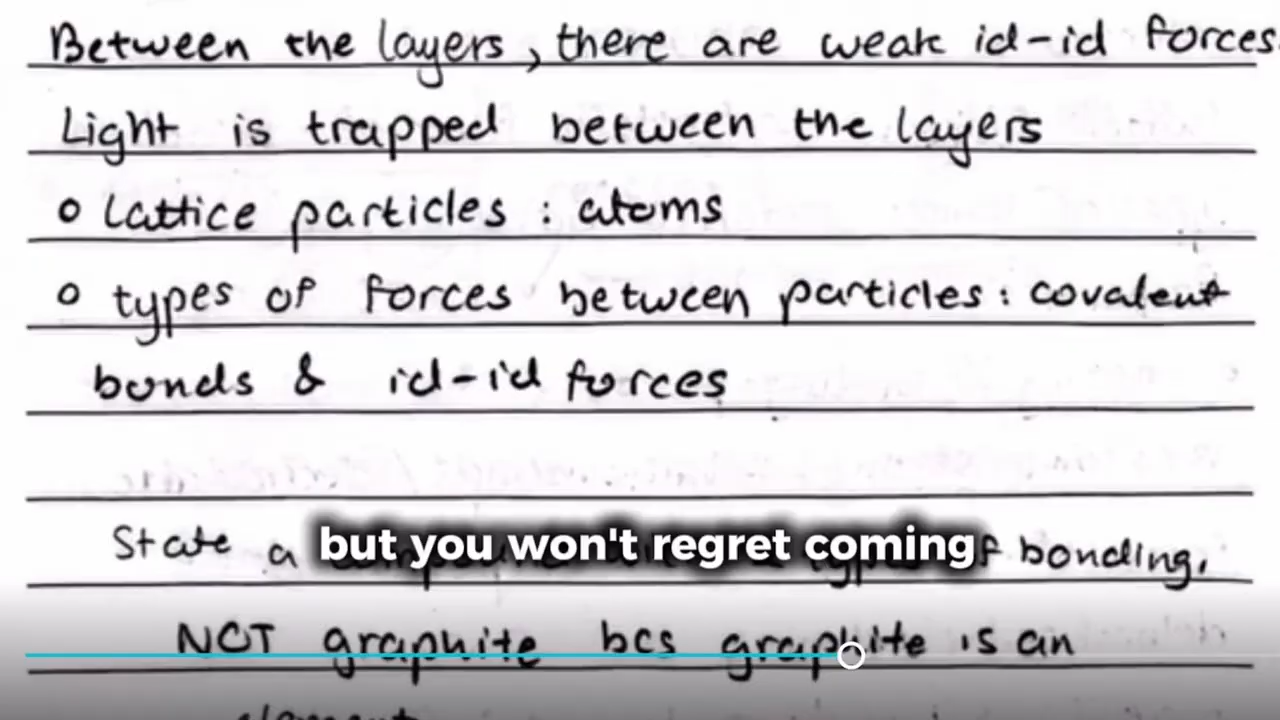 Between the layers, there are weak id-id forces.
Light is trapped between the layers
o lattice particles : atoms
o types of forces between particles : covalent
bonds & id-id forces
State a of bonding,
but you won't regret coming
NOT graphite bcs graphite is an
element